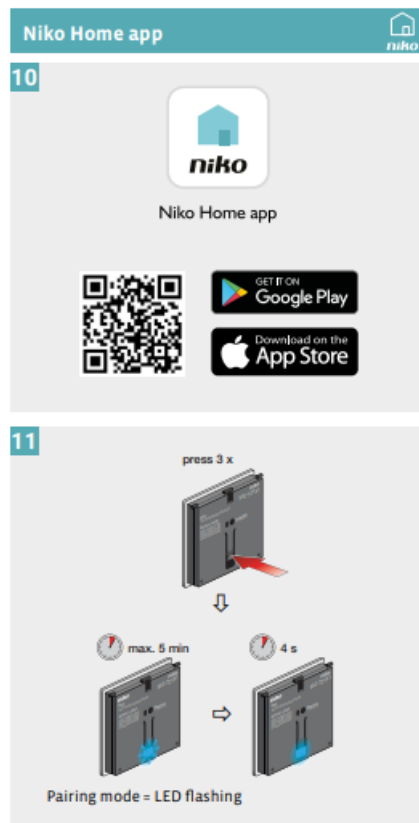 Niko Home app
niko
10
niko
Niko Home app
GET IT ON
Google Play
Download on the
App Store
11
press 3 x
max. 5 min
4 s
Pairing mode = LED flashing